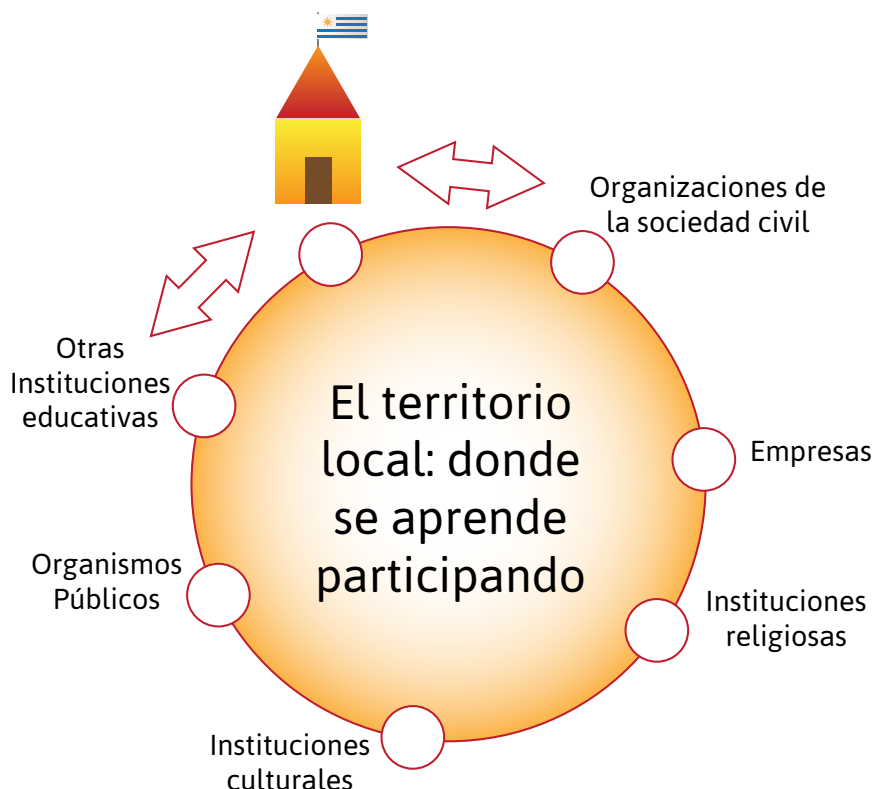 Organizaciones de
la sociedad civil
Otras
Instituciones
educativas
El territorio
local: donde
se aprende
participando
Empresas
Organismos
Públicos
Instituciones
religiosas
Instituciones
culturales